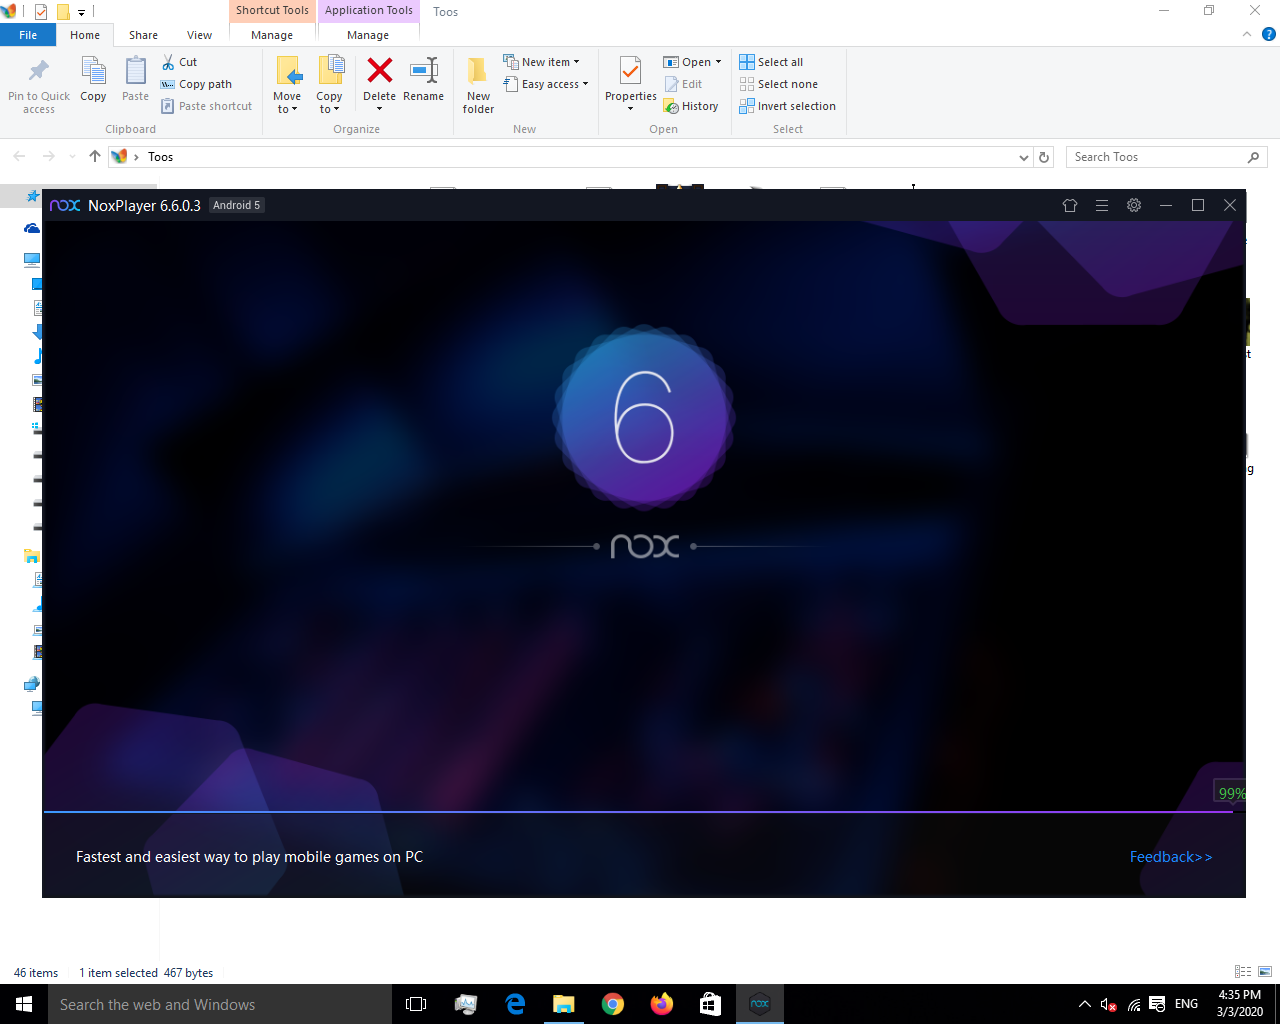 Shortcut Tools
Application Tools
Toos
File
Home
Share
View
Manage
Manage
Pin to Quick access
Copy
Paste
Cut
Copy path
Paste shortcut
Clipboard
Move to
Copy to
Delete
Rename
Organize
New folder
New item
Easy access
New
Properties
Open
Edit
History
Open
Select all
Select none
Invert selection
Select
Toos
Search Toos
nox NoxPlayer 6.6.0.3 Android 5
6
nox
99%
Fastest and easiest way to play mobile games on PC
Feedback>>
46 items
1 item selected 467 bytes
Search the web and Windows
ENG
4:35 PM
3/3/2020